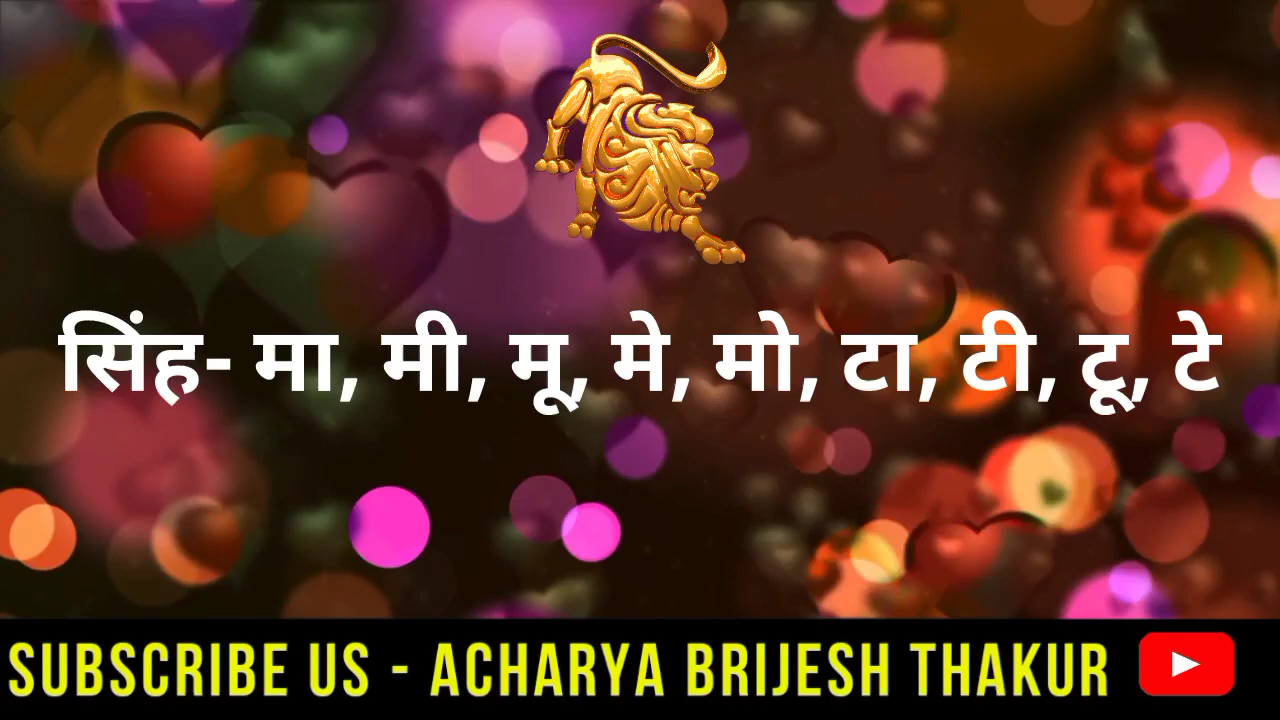 सिंह- मा, मी, मू, मे, मो, टा, टी, टू, टे
SUBSCRIBE US - ACHARYA BRIJESH THAKUR